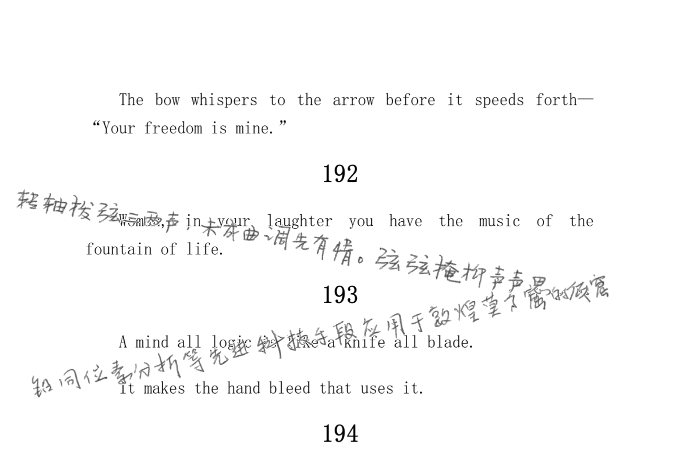 The bow whispers to the arrow before it speeds forth—
“Your freedom is mine.”
192
转轴拨弦三两声,未成曲调先有情。弦弦掩抑声声
Woman, in your laughter you have the music of the
fountain of life.
193
铅同位素分析等先进科技手段应用于敦煌莫高窟的
A mind all logic is like a knife all blade.
It makes the hand bleed that uses it.
194